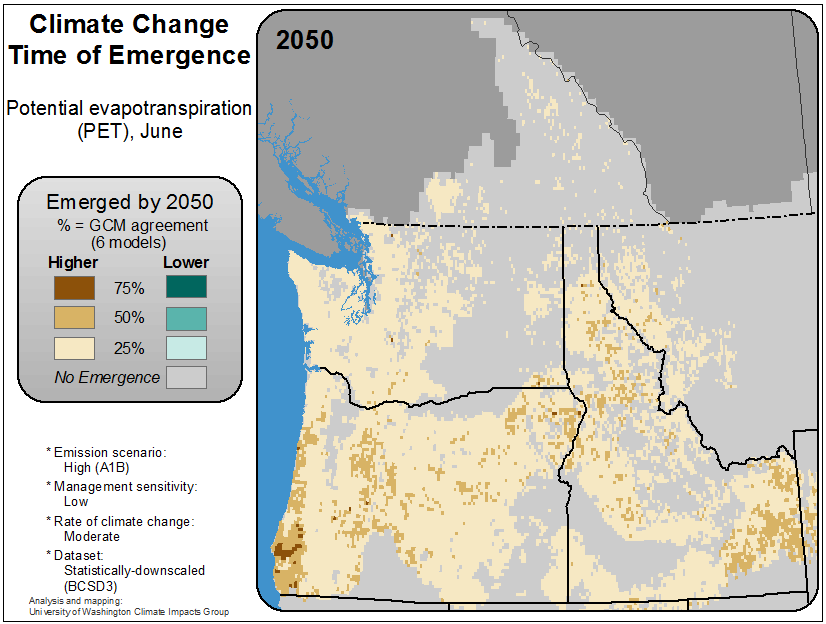 Climate Change
Time of Emergence
Potential evapotranspiration
(PET), June
2050
Emerged by 2050
% = GCM agreement
(6 models)
Higher Lower
75%
50%
25%
No Emergence
* Emission scenario:
High (A1B)
* Management sensitivity:
Low
* Rate of climate change:
Moderate
* Dataset:
Statistically-downscaled
(BCSD3)
Analysis and mapping:
University of Washington Climate Impacts Group